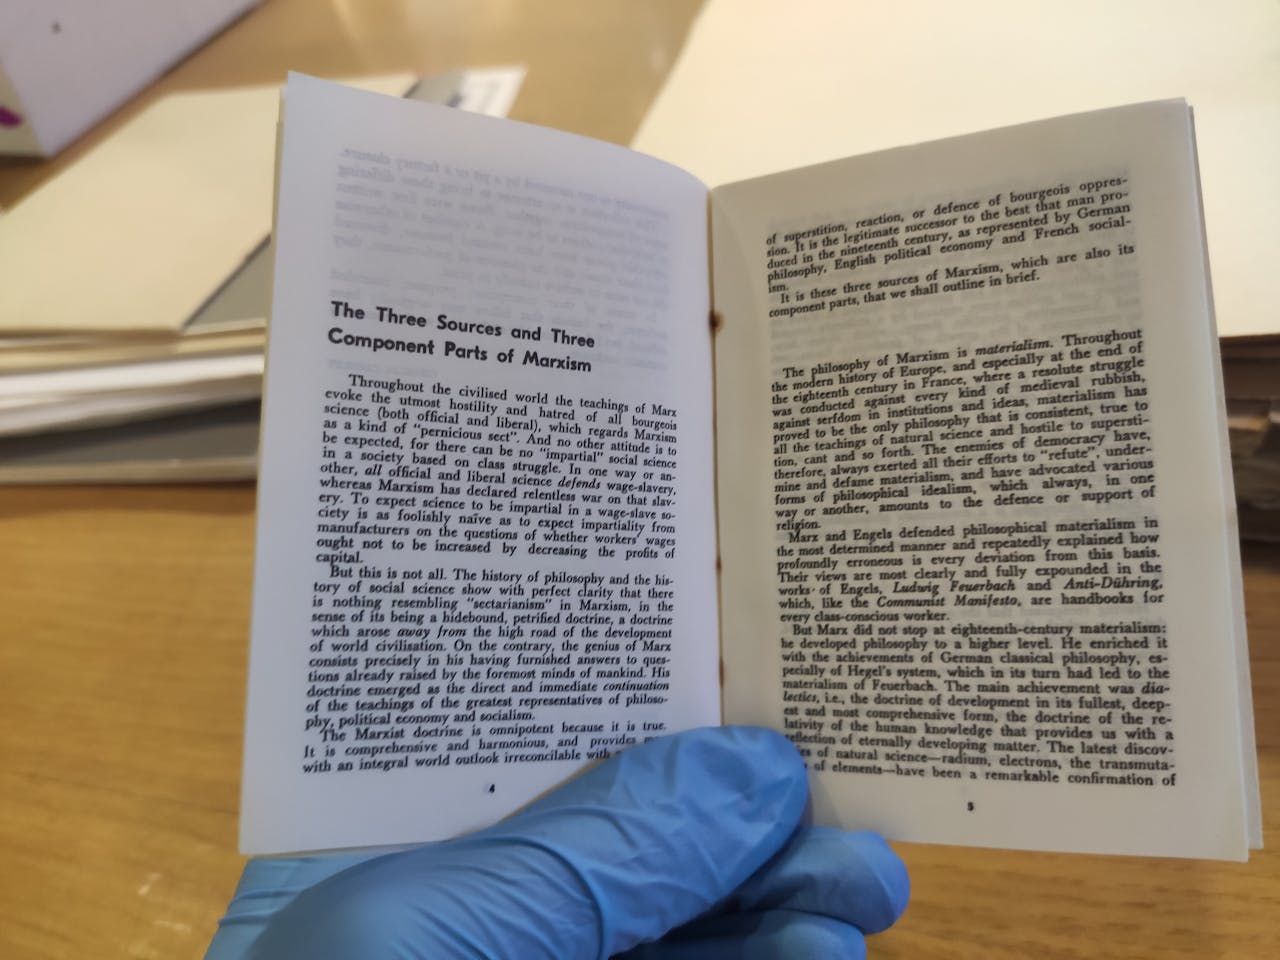 The Three Sources and Three
Component Parts of Marxism
Throughout the civilised world the teachings of Marx
evoke the utmost hostility and hatred of all bourgeois
science (both official and liberal), which regards Marxism
as a kind of "pernicious sect". And no other attitude is to
be expected, for there can be no "impartial" social science
in a society based on class struggle. In one way or an-
other, all official and liberal science defends wage-slavery,
whereas Marxism has declared relentless war on that slav-
ery. To expect science to be impartial in a wage-slave so-
ciety is as foolishly naïve as to expect impartiality from
manufacturers on the questions of whether workers' wages
ought not to be increased by decreasing the profits of
capital.
But this is not all. The history of philosophy and the his-
tory of social science show with perfect clarity that there
is nothing resembling "sectarianism" in Marxism, in the
sense of its being a hidebound, petrified doctrine, a doctrine
which arose away from the high road of the development
of world civilisation. On the contrary, the genius of Marx
consists precisely in his having furnished answers to ques-
tions already raised by the foremost minds of mankind. His
doctrine emerged as the direct and immediate continuation
of the teachings of the greatest representatives of philoso-
phy, political economy and socialism.
The Marxist doctrine is omnipotent because it is true.
It is comprehensive and harmonious, and provides
with an integral world outlook irreconcilable with
4
of superstition, reaction, or defence of bourgeois oppres-
sion. It is the legitimate successor to the best that man pro-
duced in the nineteenth century, as represented by German
philosophy, English political economy and French social-
ism.
It is these three sources of Marxism, which are also its
component parts, that we shall outline in brief.
The philosophy of Marxism is materialism. Throughout
the modern history of Europe, and especially at the end of
the eighteenth century in France, where a resolute struggle
was conducted against every kind of medieval rubbish,
against serfdom in institutions and ideas, materialism has
proved to be the only philosophy that is consistent, true to
all the teachings of natural science and hostile to supersti-
tion, cant and so forth. The enemies of democracy have,
therefore, always exerted all their efforts to "refute", under-
mine and defame materialism, and have advocated various
forms of philosophical idealism, which always, in one
way or another, amounts to the defence or support of
religion.
Marx and Engels defended philosophical materialism in
the most determined manner and repeatedly explained how
profoundly erroneous is every deviation from this basis.
Their views are most clearly and fully expounded in the
works of Engels, Ludwig Feuerbach and Anti-Dühring,
which, like the Communist Manifesto, are handbooks for
every class-conscious worker.
But Marx did not stop at eighteenth-century materialism:
he developed philosophy to a higher level. He enriched it
with the achievements of German classical philosophy, es-
pecially of Hegel's system, which in its turn had led to the
materialism of Feuerbach. The main achievement was dia-
lectics, i.e., the doctrine of development in its fullest, deep-
est and most comprehensive form, the doctrine of the re-
lativity of the human knowledge that provides us with a
reflection of eternally developing matter. The latest discov-
of natural science—radium, electrons, the transmuta-
of elements—have been a remarkable confirmation of
5